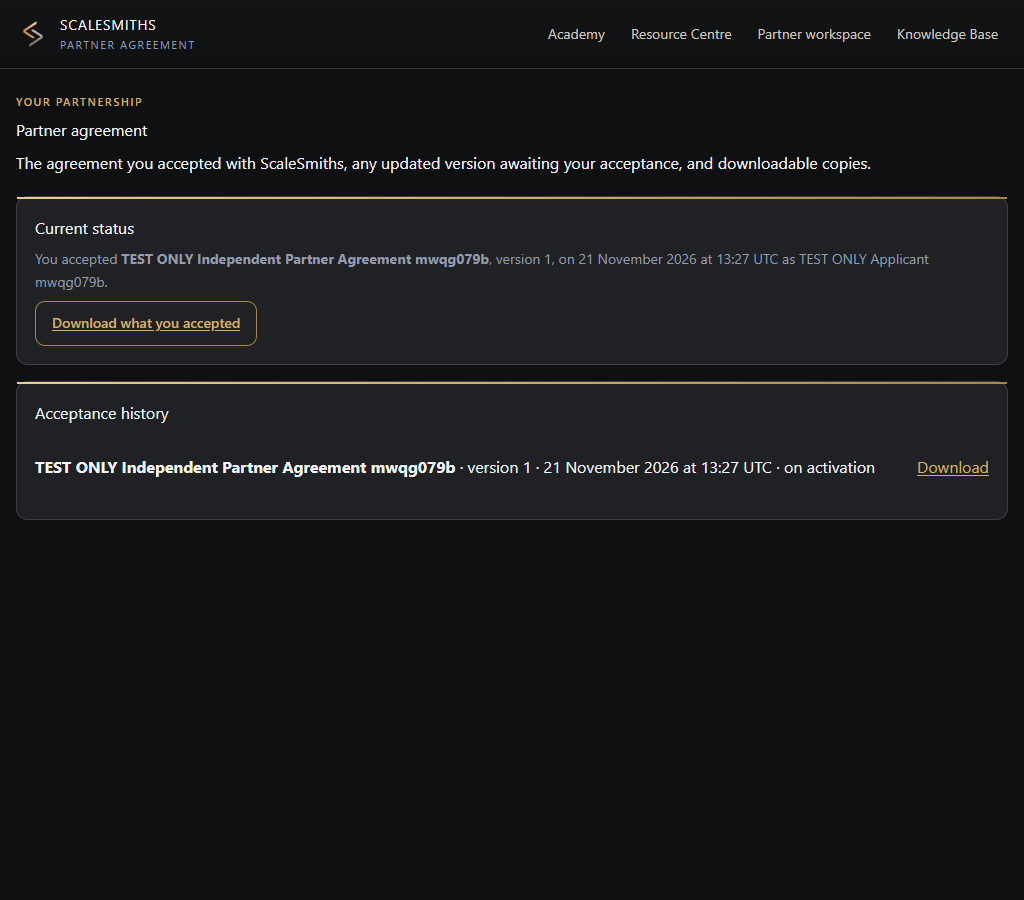 SCALESMITHS
PARTNER AGREEMENT
Academy
Resource Centre
Partner workspace
Knowledge Base
YOUR PARTNERSHIP
Partner agreement
The agreement you accepted with ScaleSmiths, any updated version awaiting your acceptance, and downloadable copies.
Current status
You accepted TEST ONLY Independent Partner Agreement mwqg079b, version 1, on 21 November 2026 at 13:27 UTC as TEST ONLY Applicant
mwqg079b.
Download what you accepted
Acceptance history
TEST ONLY Independent Partner Agreement mwqg079b · version 1 · 21 November 2026 at 13:27 UTC · on activation
Download